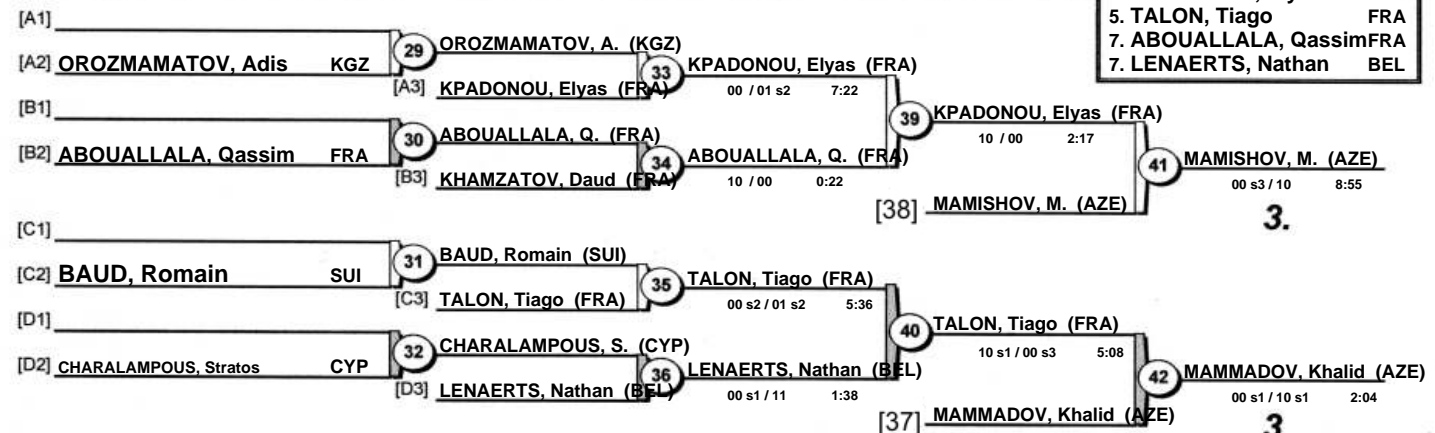 5. TALON, Tiago FRA
7. ABOUALLALA, Qassim FRA
7. LENAERTS, Nathan BEL
[A1]
[A2] OROZMAMATOV, Adis KGZ
29
OROZMAMATOV, A. (KGZ)
[A3] KPADONOU, Elyas (FRA)
33
KPADONOU, Elyas (FRA)
00 / 01 s2 7:22
[B1]
[B2] ABOUALLALA, Qassim FRA
30
ABOUALLALA, Q. (FRA)
[B3] KHAMZATOV, Daud (FRA)
34
ABOUALLALA, Q. (FRA)
10 / 00 0:22
39
KPADONOU, Elyas (FRA)
10 / 00 2:17
[38] MAMISHOV, M. (AZE)
41
MAMISHOV, M. (AZE)
00 s3 / 10 8:55
3.
[C1]
[C2] BAUD, Romain SUI
31
BAUD, Romain (SUI)
[C3] TALON, Tiago (FRA)
35
TALON, Tiago (FRA)
00 s2 / 01 s2 5:36
[D1]
[D2] CHARALAMPOUS, Stratos CYP
32
CHARALAMPOUS, S. (CYP)
[D3] LENAERTS, Nathan (BEL)
36
LENAERTS, Nathan (BEL)
00 s1 / 11 1:38
40
TALON, Tiago (FRA)
10 s1 / 00 s3 5:08
[37] MAMMADOV, Khalid (AZE)
42
MAMMADOV, Khalid (AZE)
00 s1 / 10 s1 2:04
3